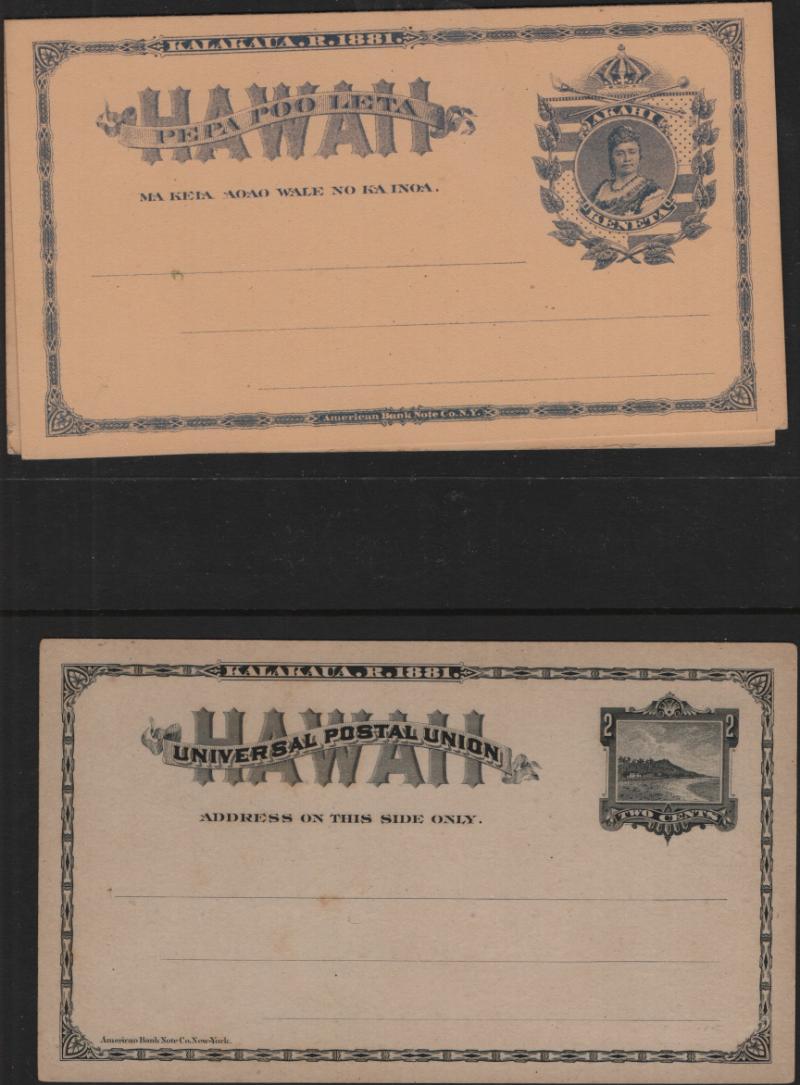 KALAKAUA. R. 1881.
HAWAII
PEPA POO LETA
AKAHI
KENETA
MA KEIA AOAO WALE NO KA INOA.
American Bank Note Co. N.Y.
KALAKAUA. R. 1881.
HAWAII
UNIVERSAL POSTAL UNION
2 2
TWO CENTS
ADDRESS ON THIS SIDE ONLY.
American Bank Note Co. New-York.